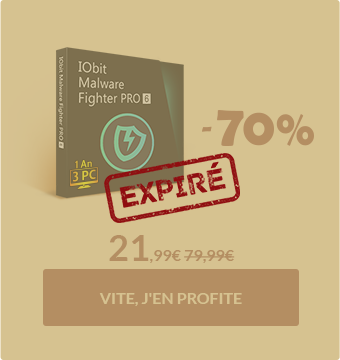 IObit
Malware
Fighter PRO 6
IObit Malware Fighter PRO 6
1 An
3 PC
-70%
EXPIRÉ
21,99€ 79,99€
VITE, J'EN PROFITE